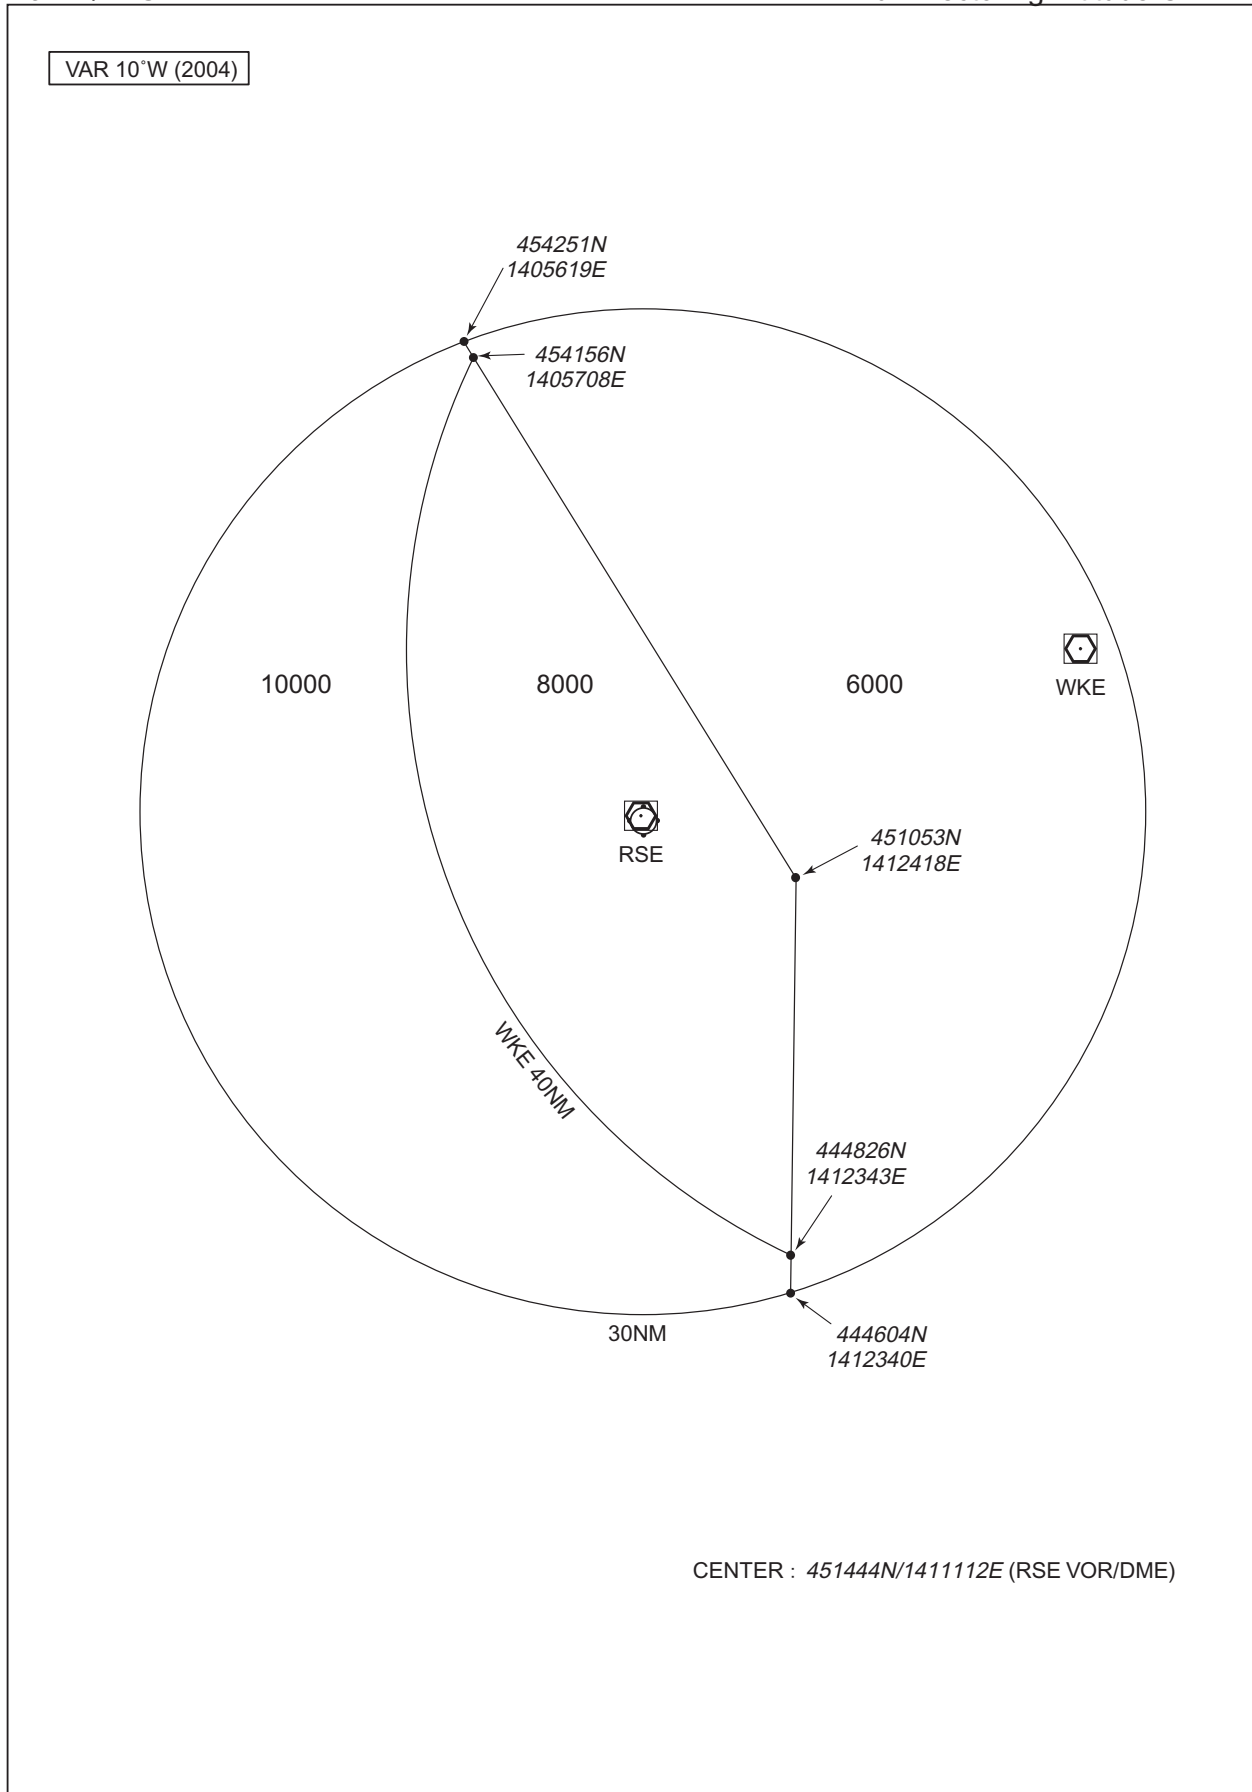 VAR 10˚W (2004)
454251N
1405619E
454156N
1405708E
10000
8000
6000
WKE
RSE
451053N
1412418E
WKE 40NM
444826N
1412343E
30NM
444604N
1412340E
CENTER : 451444N/1411112E (RSE VOR/DME)